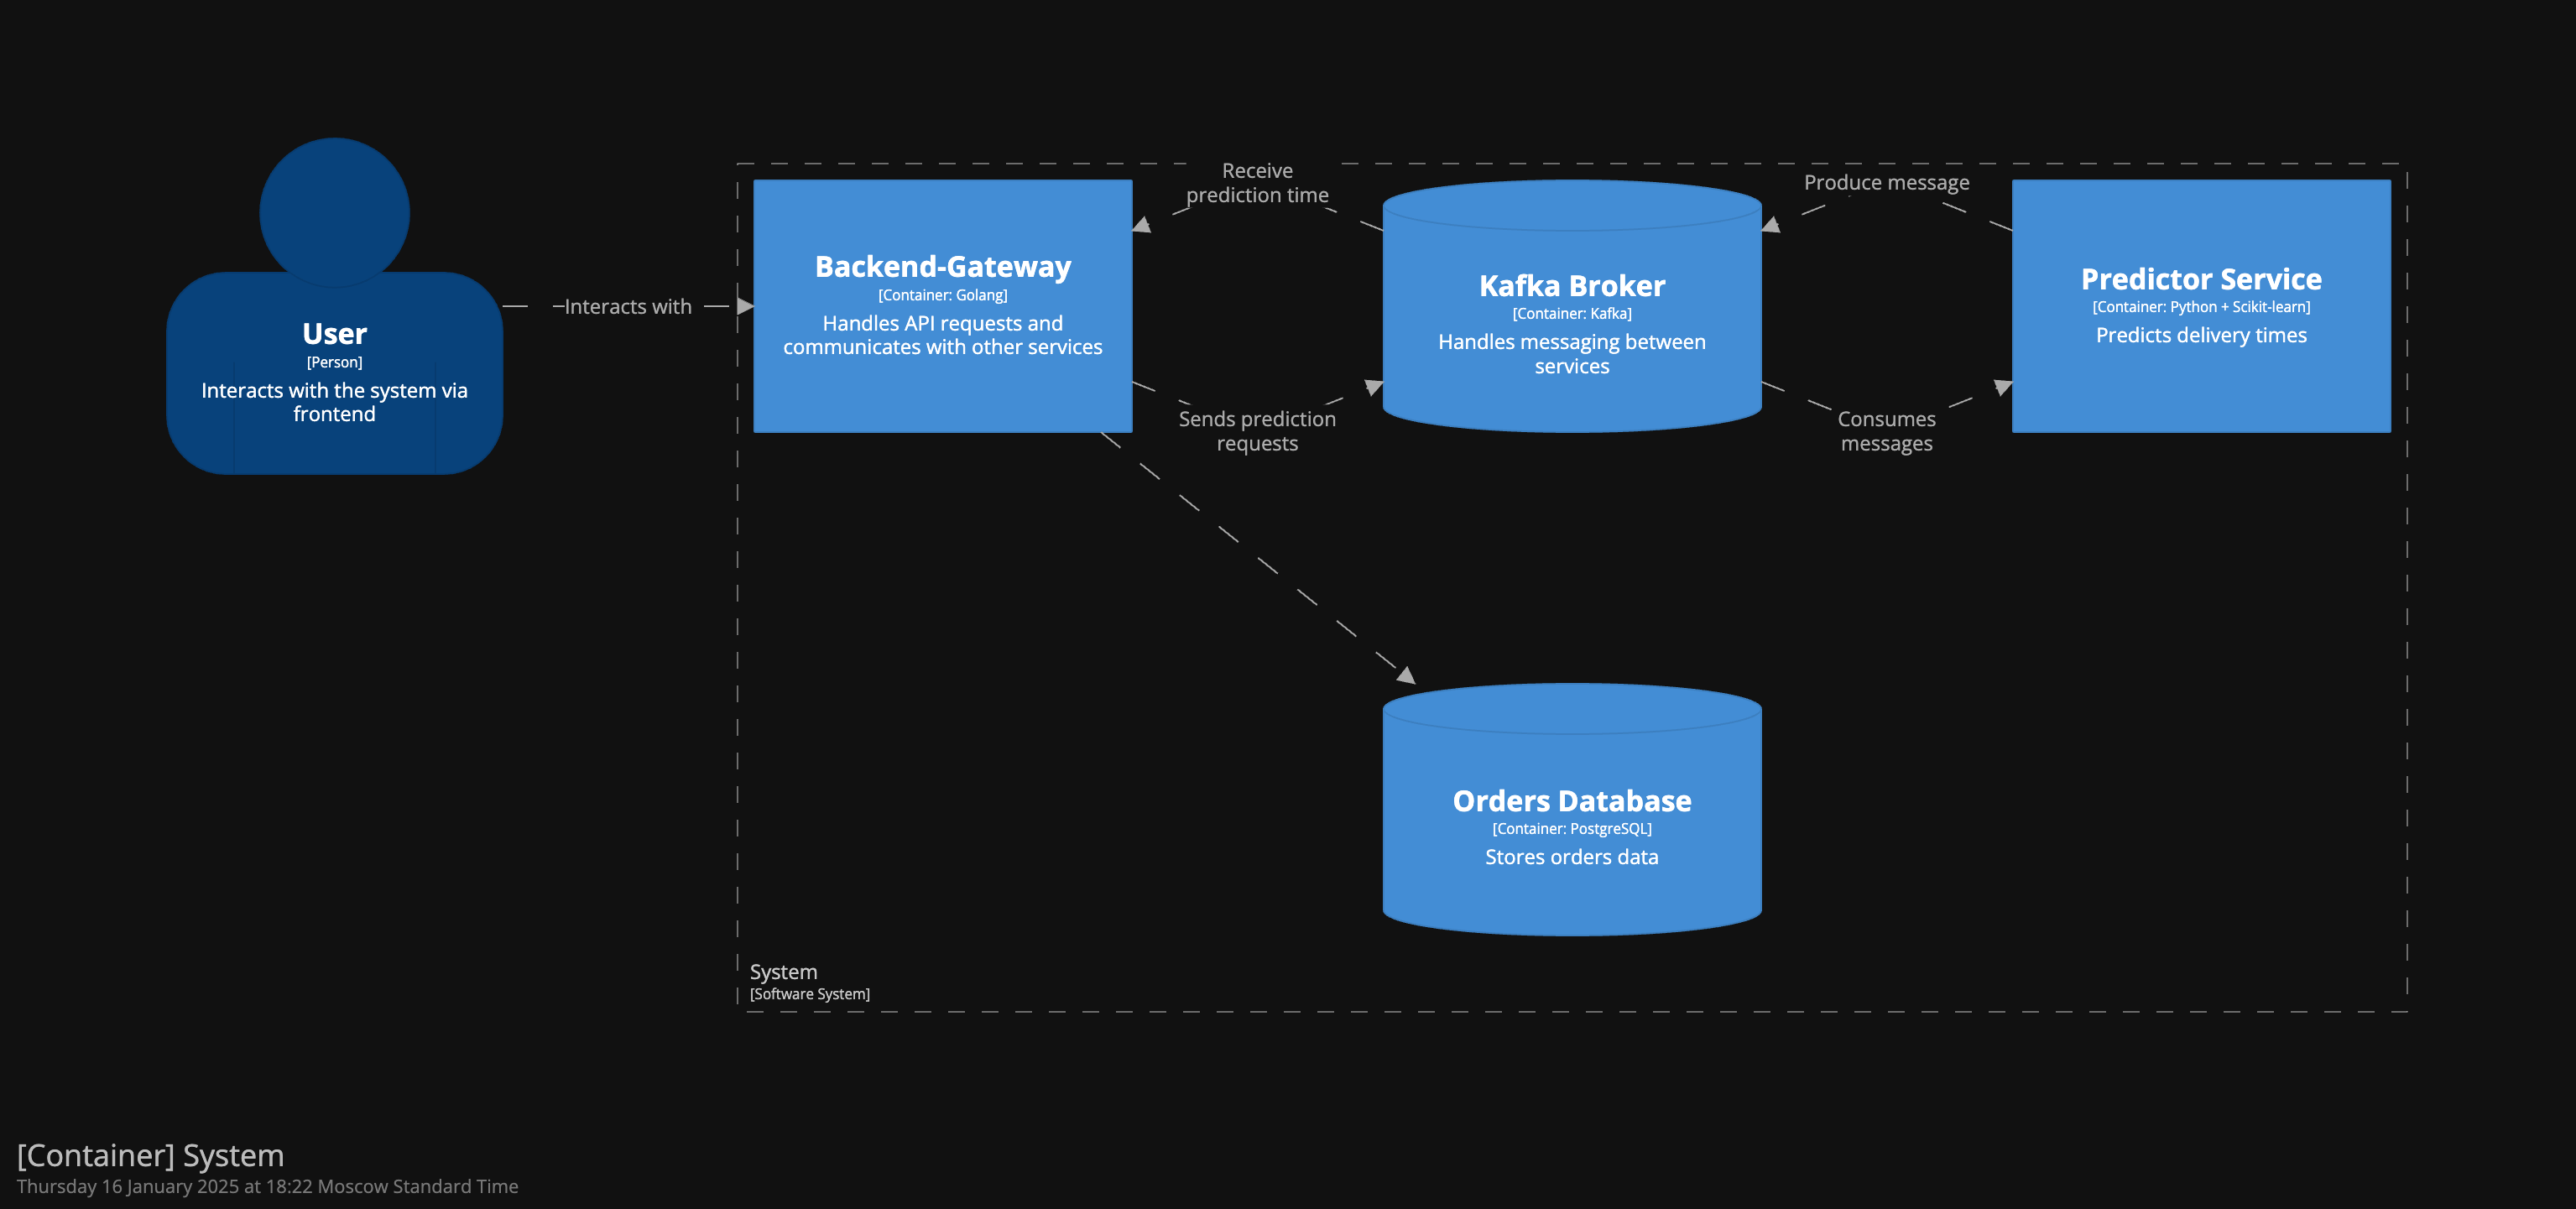 User
[Person]
Interacts with the system via
frontend
Interacts with
Backend-Gateway
[Container: Golang]
Handles API requests and
communicates with other services
Receive
prediction time
Sends prediction
requests
Kafka Broker
[Container: Kafka]
Handles messaging between
services
Produce message
Consumes
messages
Predictor Service
[Container: Python + Scikit-learn]
Predicts delivery times
Orders Database
[Container: PostgreSQL]
Stores orders data
System
[Software System]
[Container] System
Thursday 16 January 2025 at 18:22 Moscow Standard Time